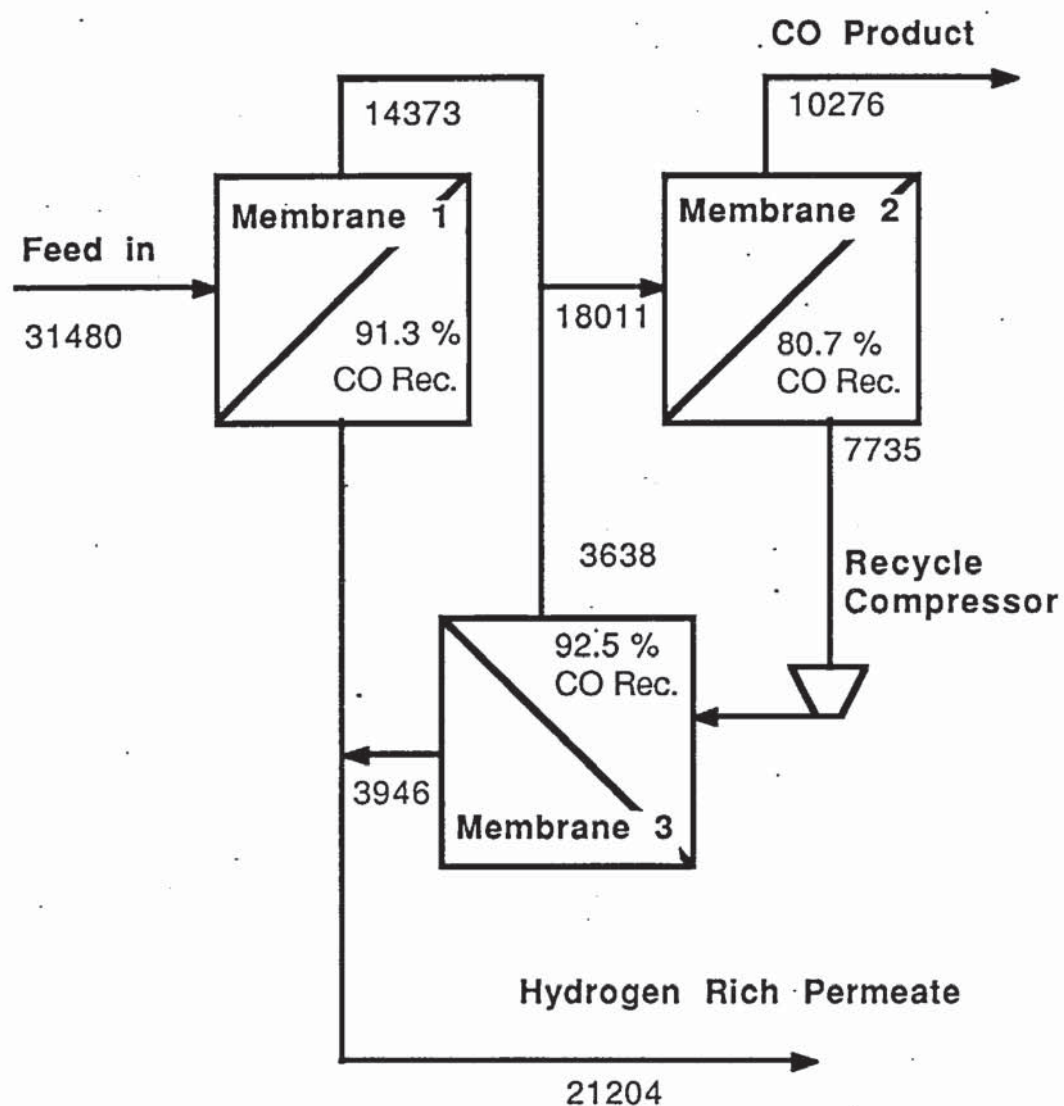 CO Product
14373
10276
Membrane 1
Membrane 2
Feed in
31480
18011
91.3 %
CO Rec.
80.7 %
CO Rec.
7735
3638
Recycle
Compressor
92.5 %
CO Rec.
3946
Membrane 3
Hydrogen Rich Permeate
21204